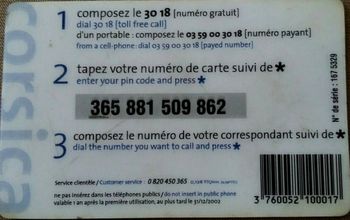 1 composez le 30 18 [numéro gratuit]
dial 30 18 [toll free call]
d'un portable : composez le 03 59 00 30 18 [numéro payant]
from a cell-phone : dial 03 59 00 30 18 [payed number]
2 tapez votre numéro de carte suivi de *
enter your pin code and press *
365 881 509 862
3 composez le numéro de votre correspondant suivi de *
dial the number you want to call and press *
Service clientèle / Customer service : 0 820 450 365
ne pas insérer dans les téléphones publics / do not insert in public phone
valable 1 an après la première utilisation, au plus tard le 31/12/2002
corsica
N° de série : 167 5329
3 760052 100017